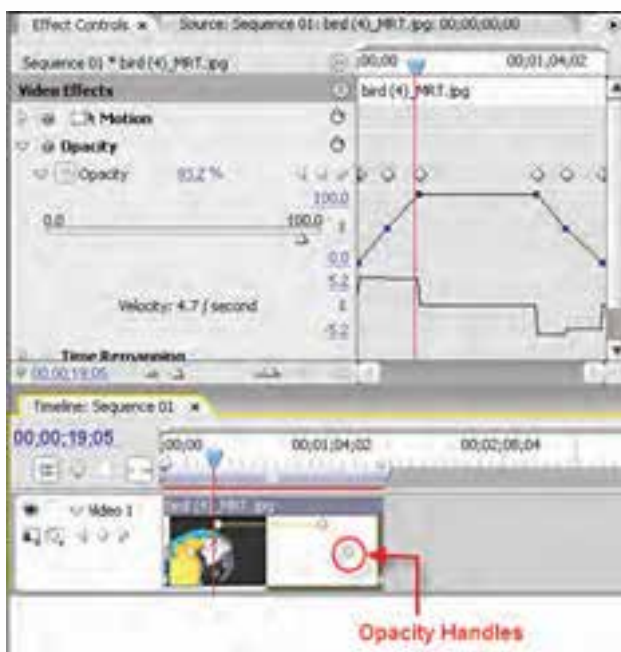 Effect Controls × Source: Sequence 01: bird (4)_MRT.jpg: 00;00;00;00
Sequence 01 * bird (4)_MRT.jpg
;00;00 00;01;04;02
Video Effects
bird (4)_MRT.jpg
Motion
Opacity
Opacity 93.2 %
100.0
0.0 100.0
0.0
5.2
Velocity: 4.7 / second
-5.2
Time Remapping
00;00;19;05
Timeline: Sequence 01 ×
00;00;19;05
;00;00 00;01;04;02 00;02;08;04
Video 1
bird (4)_MRT.jpg
Opacity Handles